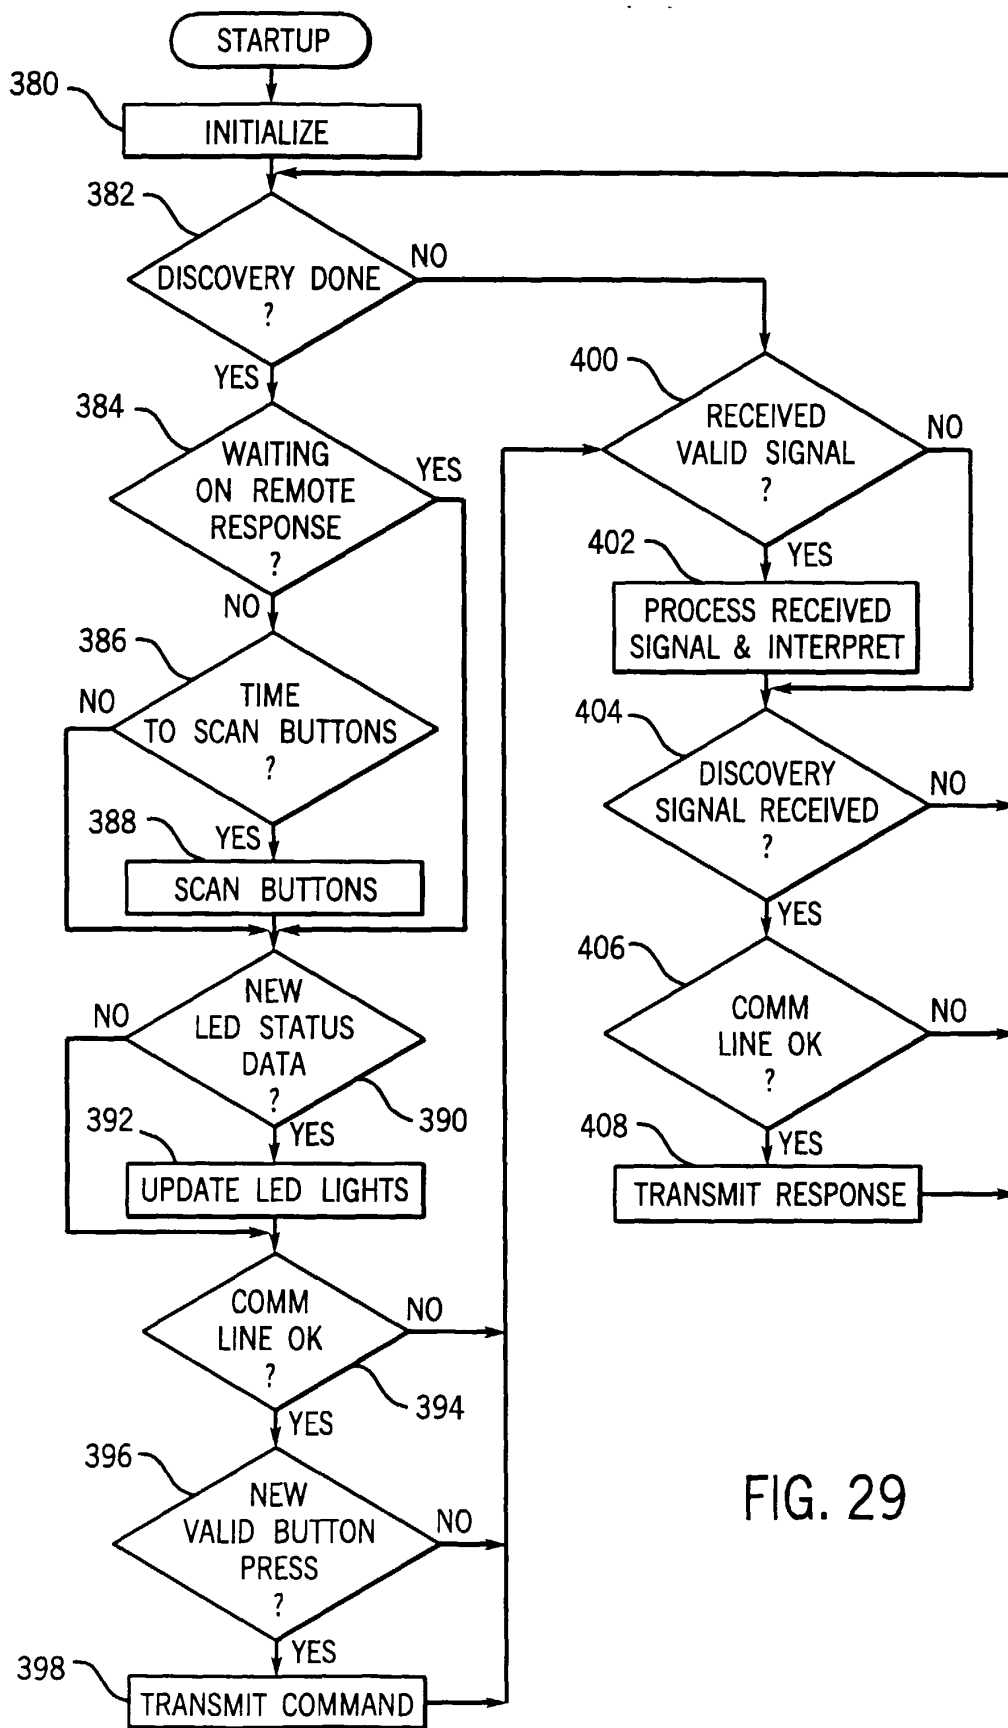 STARTUP
380
INITIALIZE
382
DISCOVERY DONE
?
NO
YES
384
WAITING
ON REMOTE
RESPONSE
?
YES
NO
386
TIME
TO SCAN BUTTONS
?
NO
YES
388
SCAN BUTTONS
NEW
LED STATUS
DATA
?
NO
390
YES
392
UPDATE LED LIGHTS
COMM
LINE OK
?
NO
394
YES
396
NEW
VALID BUTTON
PRESS
?
NO
YES
398
TRANSMIT COMMAND
400
RECEIVED
VALID SIGNAL
?
NO
YES
402
PROCESS RECEIVED
SIGNAL & INTERPRET
404
DISCOVERY
SIGNAL RECEIVED
?
NO
YES
406
COMM
LINE OK
?
NO
YES
408
TRANSMIT RESPONSE
FIG. 29